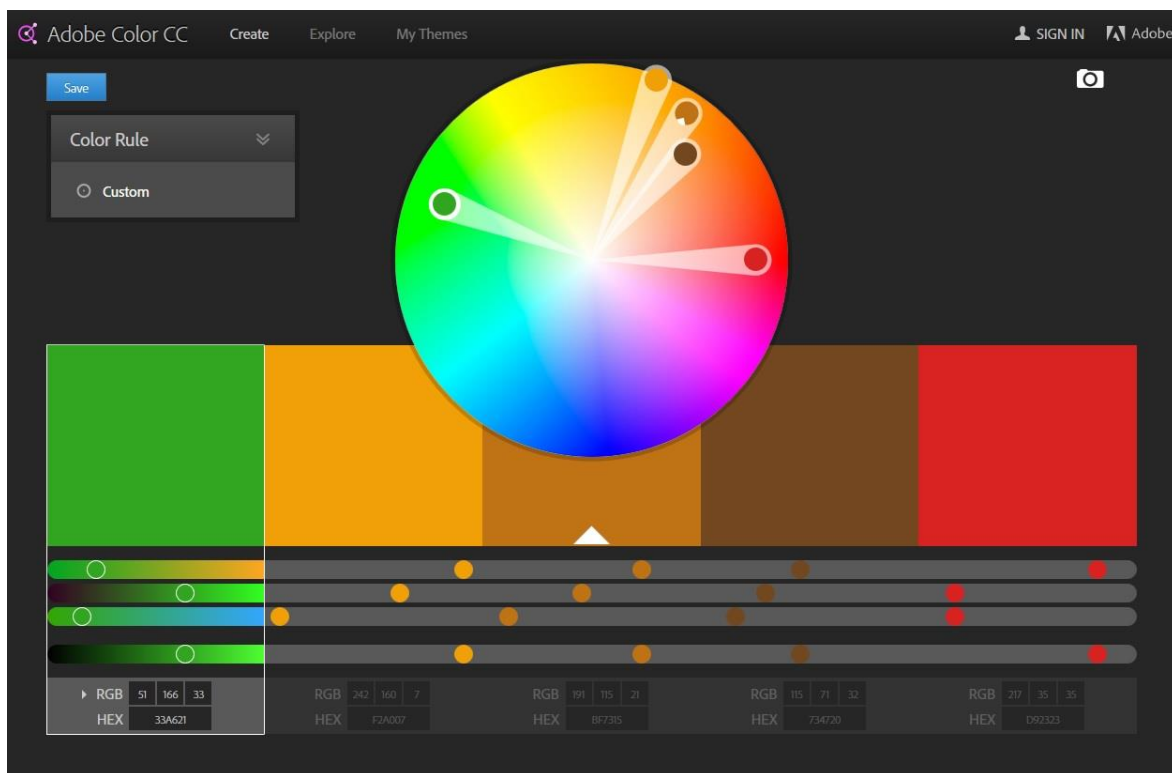 Adobe Color CC Create Explore My Themes SIGN IN Adobe
Save
Color Rule
Custom
RGB 51 166 33 RGB 242 160 7 RGB 191 115 21 RGB 115 71 32 RGB 217 35 35
HEX 33A621 HEX F2A007 HEX BF7315 HEX 734720 HEX D92323